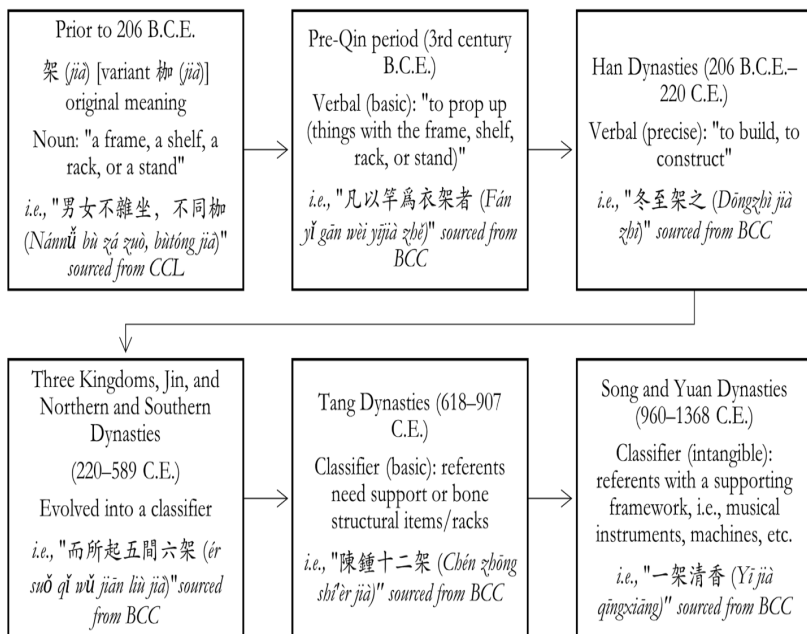 Prior to 206 B.C.E.
架 (jià) [variant 枷 (jiā)]
original meaning
Noun: "a frame, a shelf, a
rack, or a stand"
i.e., "男女不雜坐，不同枷
(Nánnǚ bù zá zuò, bùtóng jiā)"
sourced from CCL
Pre-Qin period (3rd century
B.C.E.)
Verbal (basic): "to prop up
(things with the frame, shelf,
rack, or stand)"
i.e., "凡以竿爲衣架者 (Fán
yǐ gān wèi yījià zhě)" sourced from
BCC
Han Dynasties (206 B.C.E.–
220 C.E.)
Verbal (precise): "to build, to
construct"
i.e., "冬至架之 (Dōngzhì jià
zhī)" sourced from BCC
Three Kingdoms, Jin, and
Northern and Southern
Dynasties
(220–589 C.E.)
Evolved into a classifier
i.e., "而所起五間六架 (ér
suǒ qǐ wǔ jiān liù jià)"sourced
from BCC
Tang Dynasties (618–907
C.E.)
Classifier (basic): referents
need support or bone
structural items/racks
i.e., "陳鍾十二架 (Chén zhōng
shí'èr jià)" sourced from BCC
Song and Yuan Dynasties
(960–1368 C.E.)
Classifier (intangible):
referents with a supporting
framework, i.e., musical
instruments, machines, etc.
i.e., "一架清香 (Yī jià
qīngxiāng)" sourced from BCC